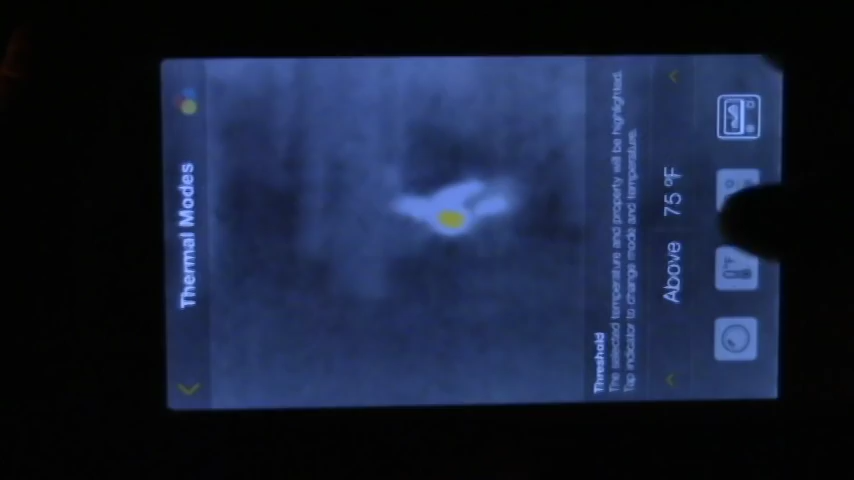 Thermal Modes
Threshold
The selected temperature and property will be highlighted.
Tap indicator to change mode and temperature.
Above 75 °F
°F